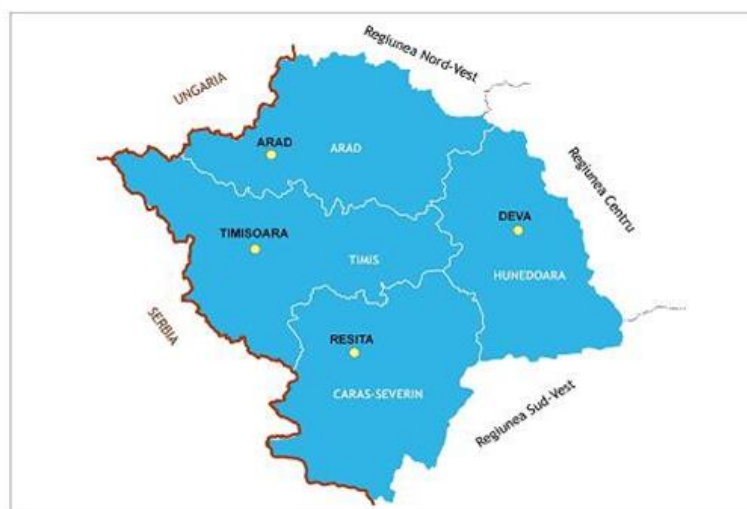 Regiunea Nord-Vest
UNGARIA
ARAD
ARAD
Regiunea Centru
DEVA
TIMISOARA
TIMIS
HUNEDOARA
SERBIA
RESITA
CARAS-SEVERIN
Regiunea Sud-Vest